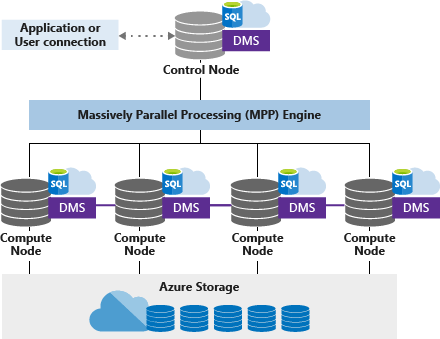 SQL
Application or
User connection
DMS
Control Node
Massively Parallel Processing (MPP) Engine
SQL SQL SQL SQL
DMS DMS DMS DMS
Compute Compute Compute Compute
Node Node Node Node
Azure Storage